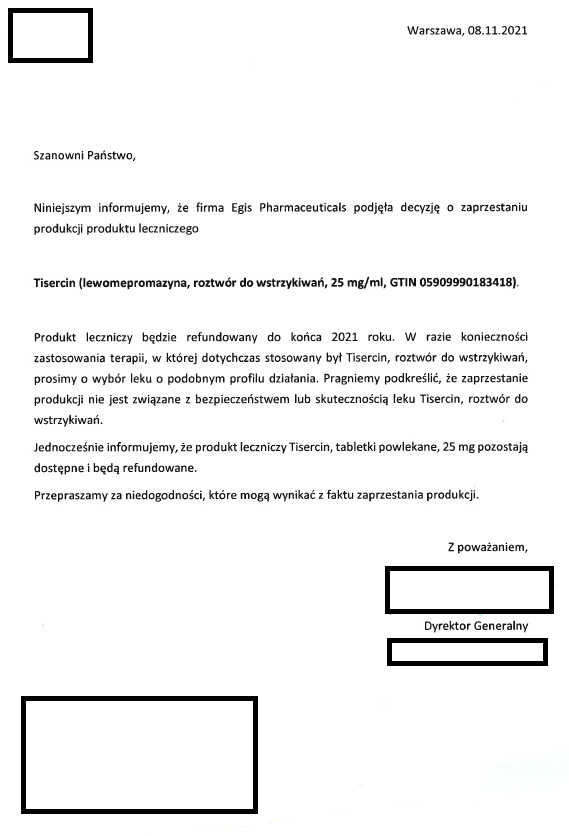 Warszawa, 08.11.2021
Szanowni Państwo,
Niniejszym informujemy, że firma Egis Pharmaceuticals podjęła decyzję o zaprzestaniu
produkcji produktu leczniczego
Tisercin (lewomepromazyna, roztwór do wstrzykiwań, 25 mg/ml, GTIN 05909990183418).
Produkt leczniczy będzie refundowany do końca 2021 roku. W razie konieczności
zastosowania terapii, w której dotychczas stosowany był Tisercin, roztwór do wstrzykiwań,
prosimy o wybór leku o podobnym profilu działania. Pragniemy podkreślić, że zaprzestanie
produkcji nie jest związane z bezpieczeństwem lub skutecznością leku Tisercin, roztwór do
wstrzykiwań.
Jednocześnie informujemy, że produkt leczniczy Tisercin, tabletki powlekane, 25 mg pozostają
dostępne i będą refundowane.
Przepraszamy za niedogodności, które mogą wynikać z faktu zaprzestania produkcji.
Z poważaniem,
Dyrektor Generalny